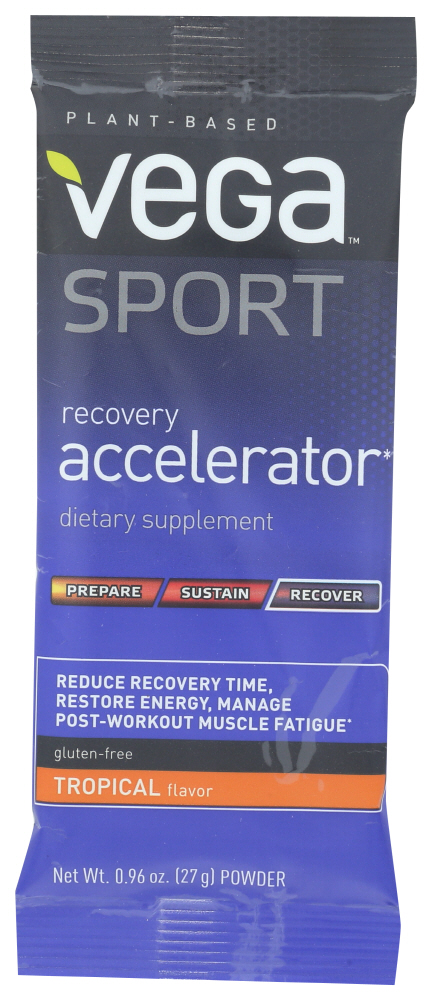 PLANT-BASED
vega™
SPORT
recovery
accelerator*
dietary supplement
PREPARE SUSTAIN RECOVER
REDUCE RECOVERY TIME,
RESTORE ENERGY, MANAGE
POST-WORKOUT MUSCLE FATIGUE*
gluten-free
TROPICAL flavor
Net Wt. 0.96 oz. (27 g) POWDER